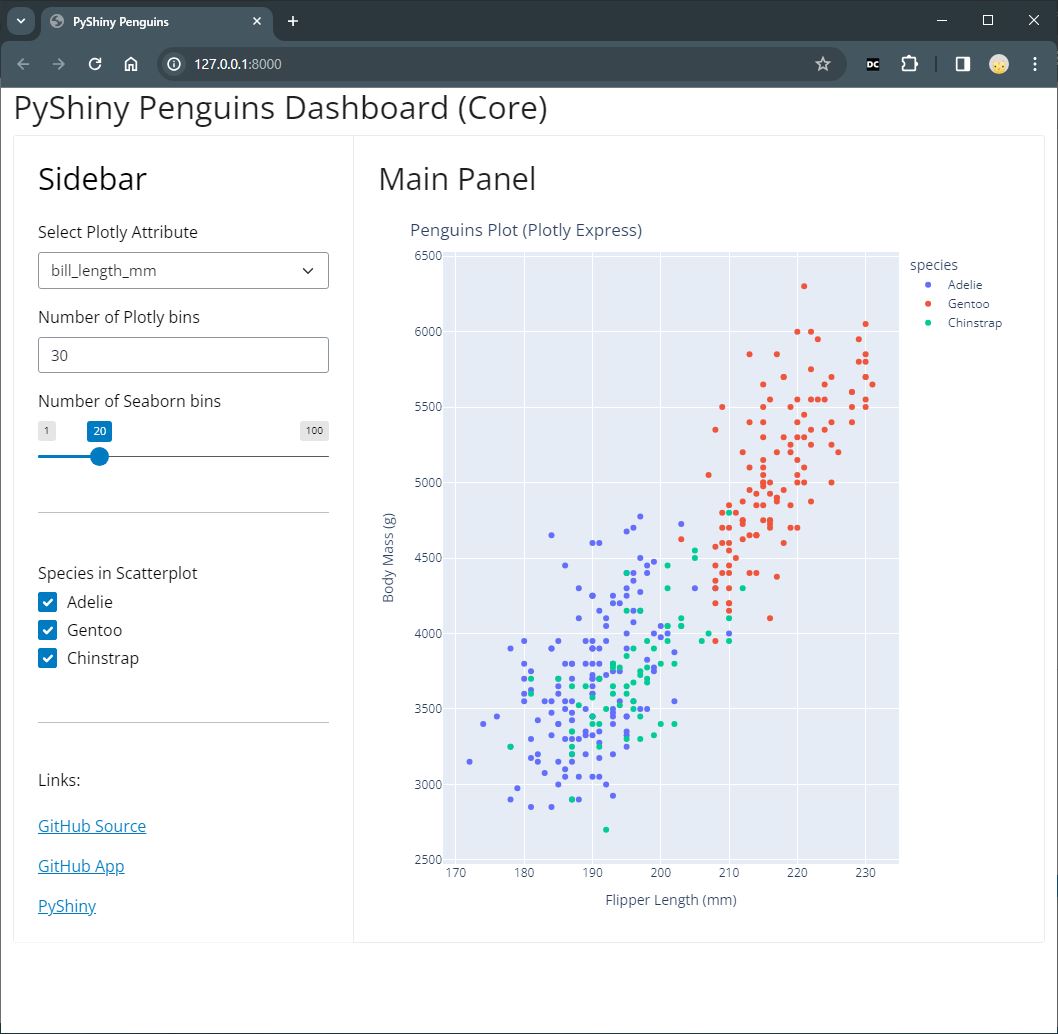 PyShiny Penguins
127.0.0.1:8000
DC
PyShiny Penguins Dashboard (Core)
Sidebar
Select Plotly Attribute
bill_length_mm
Number of Plotly bins
30
Number of Seaborn bins
1
20
100
Species in Scatterplot
Adelie
Gentoo
Chinstrap
Links:
GitHub Source
GitHub App
PyShiny
Main Panel
Penguins Plot (Plotly Express)
6500
6000
5500
5000
4500
4000
3500
3000
2500
Body Mass (g)
170 180 190 200 210 220 230
Flipper Length (mm)
species
Adelie
Gentoo
Chinstrap